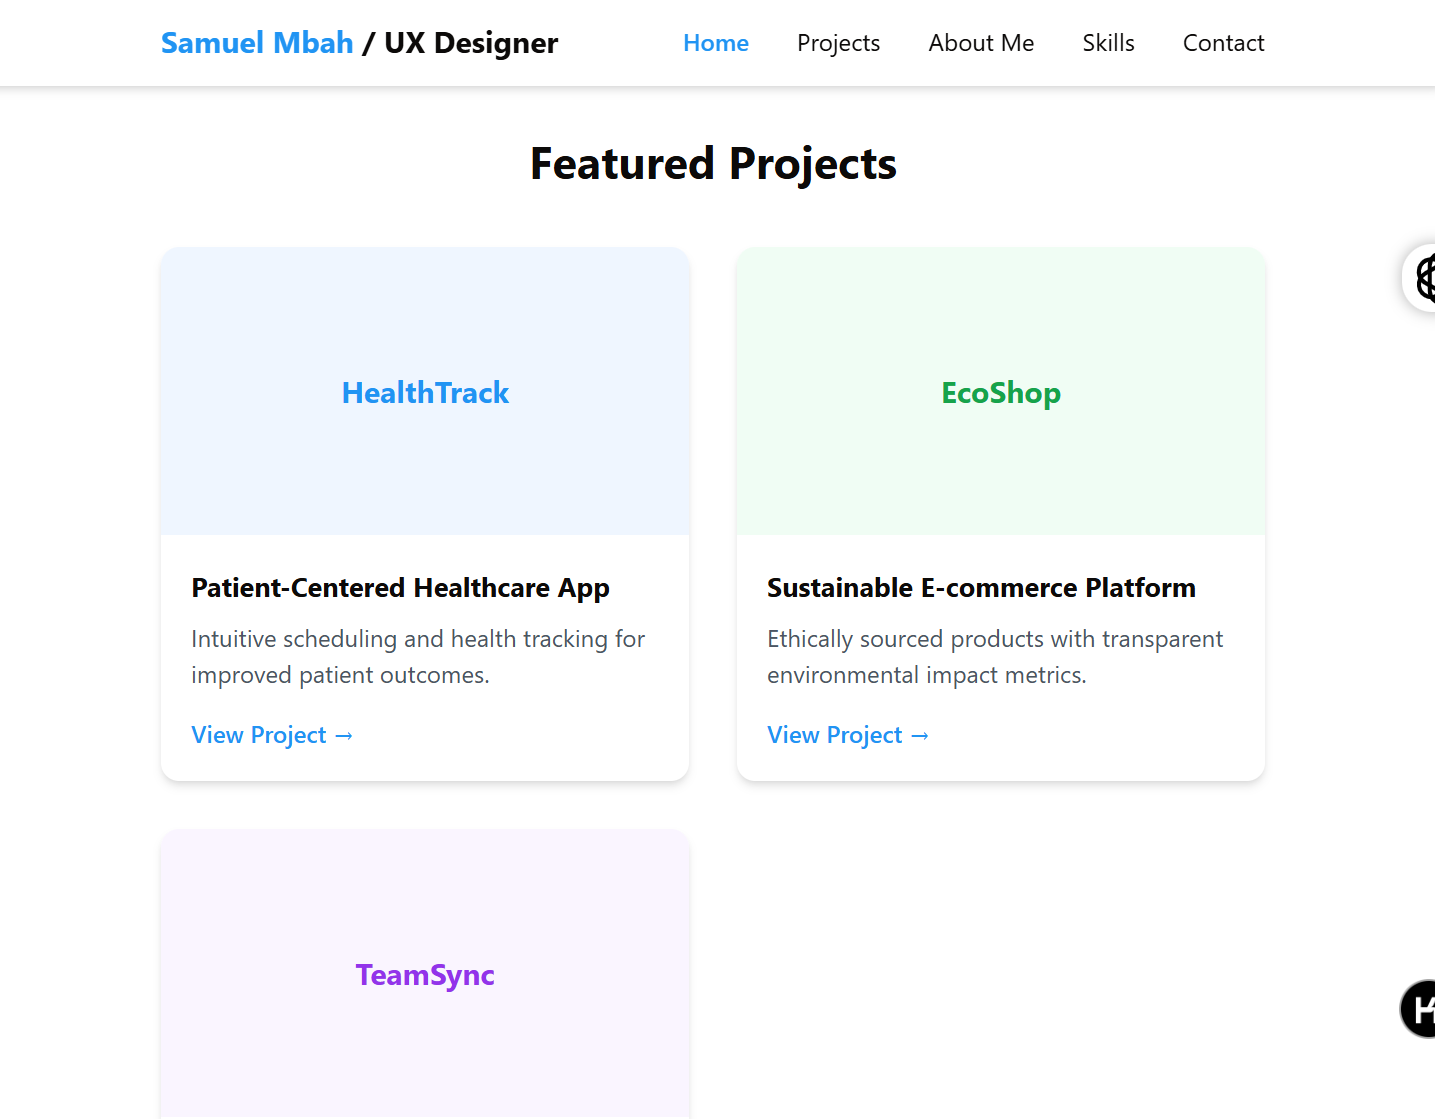 Samuel Mbah / UX Designer
Home Projects About Me Skills Contact
Featured Projects
HealthTrack
Patient-Centered Healthcare App
Intuitive scheduling and health tracking for
improved patient outcomes.
View Project →
EcoShop
Sustainable E-commerce Platform
Ethically sourced products with transparent
environmental impact metrics.
View Project →
TeamSync